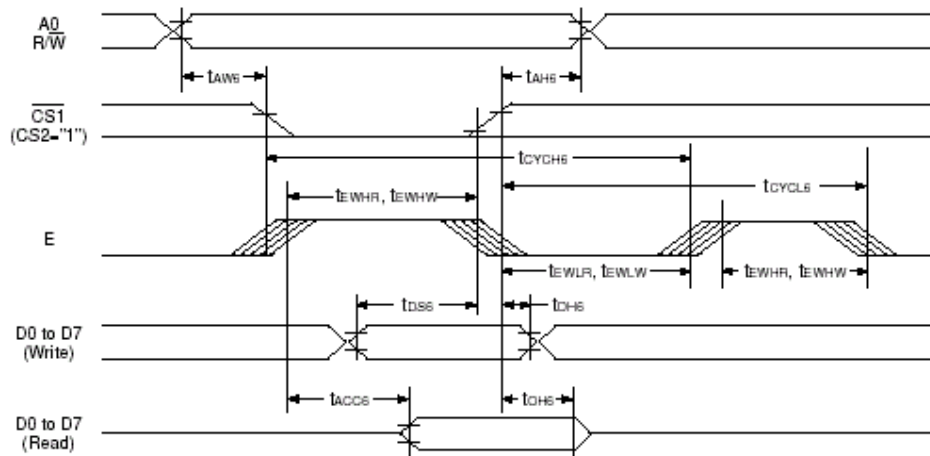 A0
R/W̅
tAW6
tAH6
C̅S̅1̅
(CS2="1")
tCYCH6
tCYCL6
tEWHR, tEWHW
E
tEWLR, tEWLW
tEWHR, tEWHW
tDS6
tDH6
D0 to D7
(Write)
tACC6
tOH6
D0 to D7
(Read)